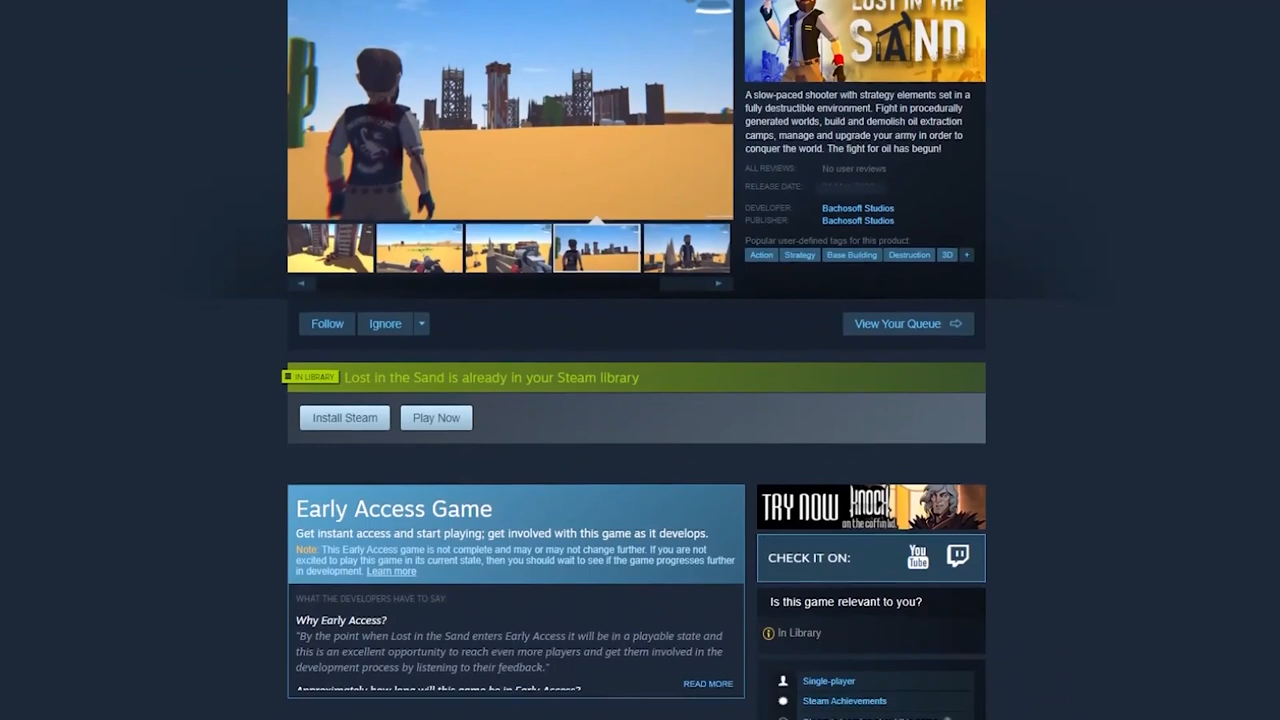 LOST IN THE
SAND
A slow-paced shooter with strategy elements set in a
fully destructible environment. Fight in procedurally
generated worlds, build and demolish oil extraction
camps, manage and upgrade your army in order to
conquer the world. The fight for oil has begun!
ALL REVIEWS:
No user reviews
RELEASE DATE:
DEVELOPER:
Bachosoft Studios
PUBLISHER:
Bachosoft Studios
Popular user-defined tags for this product:
Action
Strategy
Base Building
Destruction
3D
+
Follow
Ignore
View Your Queue
IN LIBRARY
Lost in the Sand is already in your Steam library
Install Steam
Play Now
Early Access Game
Get instant access and start playing; get involved with this game as it develops.
Note: This Early Access game is not complete and may or may not change further. If you are not
excited to play this game in its current state, then you should wait to see if the game progresses further
in development. Learn more
WHAT THE DEVELOPERS HAVE TO SAY:
Why Early Access?
"By the point when Lost in the Sand enters Early Access it will be in a playable state and
this is an excellent opportunity to reach even more players and get them involved in the
development process by listening to their feedback."
Approximately how long will this game be in Early Access?
READ MORE
TRY NOW
KNOCK
on the coffin lid
CHECK IT ON:
You
Tube
Is this game relevant to you?
In Library
Single-player
Steam Achievements